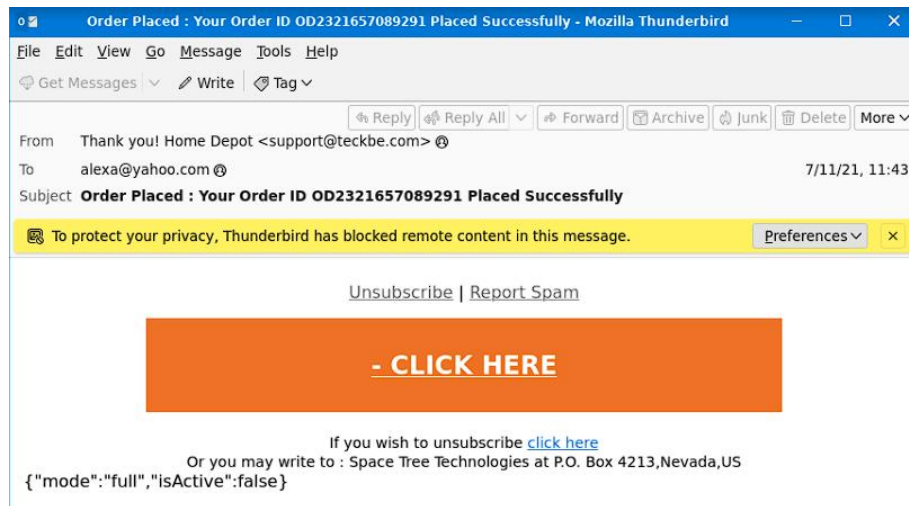 Order Placed : Your Order ID OD2321657089291 Placed Successfully - Mozilla Thunderbird
File Edit View Go Message Tools Help
Get Messages Write Tag
Reply Reply All Forward Archive Junk Delete More
From Thank you! Home Depot <support@teckbe.com>
To alexa@yahoo.com 7/11/21, 11:43
Subject Order Placed : Your Order ID OD2321657089291 Placed Successfully
To protect your privacy, Thunderbird has blocked remote content in this message. Preferences
Unsubscribe | Report Spam
- CLICK HERE
If you wish to unsubscribe click here
Or you may write to : Space Tree Technologies at P.O. Box 4213,Nevada,US
{"mode":"full","isActive":false}